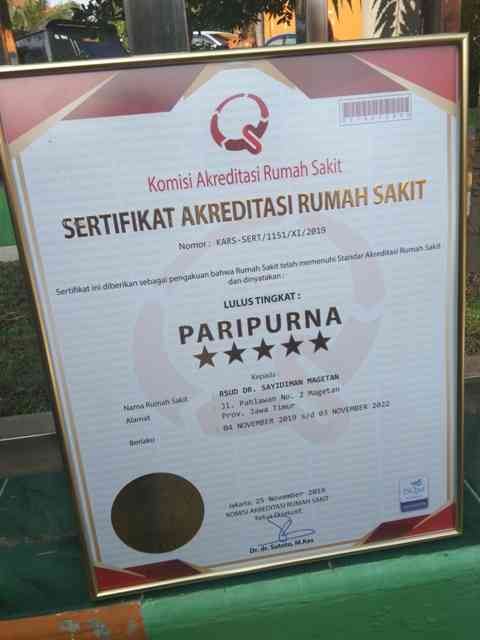 Komisi Akreditasi Rumah Sakit
SERTIFIKAT AKREDITASI RUMAH SAKIT
Nomor : KARS-SERT/1151/XI/2019
Sertifikat ini diberikan sebagai pengakuan bahwa Rumah Sakit telah memenuhi Standar Akreditasi Rumah Sakit
dan dinyatakan :
LULUS TINGKAT :
PARIPURNA
Kepada :
Nama Rumah Sakit : RSUD DR. SAYIDIMAN MAGETAN
Alamat : Jl. Pahlawan No. 2 Magetan
Prov. Jawa Timur
Berlaku : 04 NOVEMBER 2019 s/d 03 NOVEMBER 2022
Jakarta, 25 November 2019
KOMISI AKREDITASI RUMAH SAKIT
Ketua Eksekutif,
Dr. dr. Sutoto, M.Kes